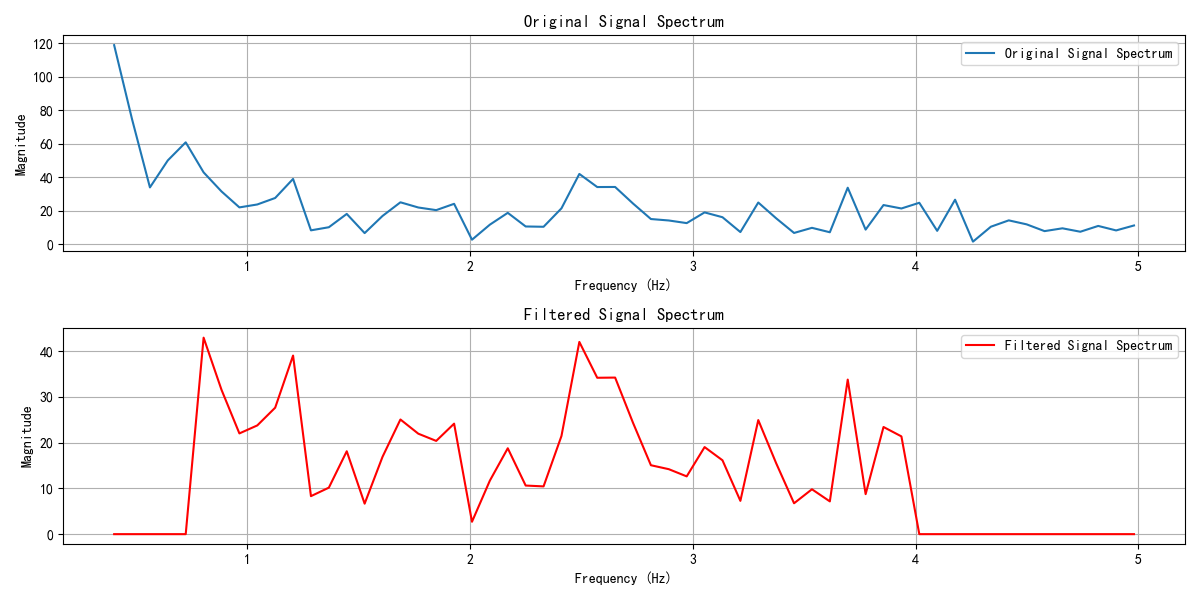 Original Signal Spectrum
120
100
80
60
40
20
0
Magnitude
Original Signal Spectrum
1 2 3 4 5
Frequency (Hz)
Filtered Signal Spectrum
40
30
20
10
0
Magnitude
Filtered Signal Spectrum
1 2 3 4 5
Frequency (Hz)